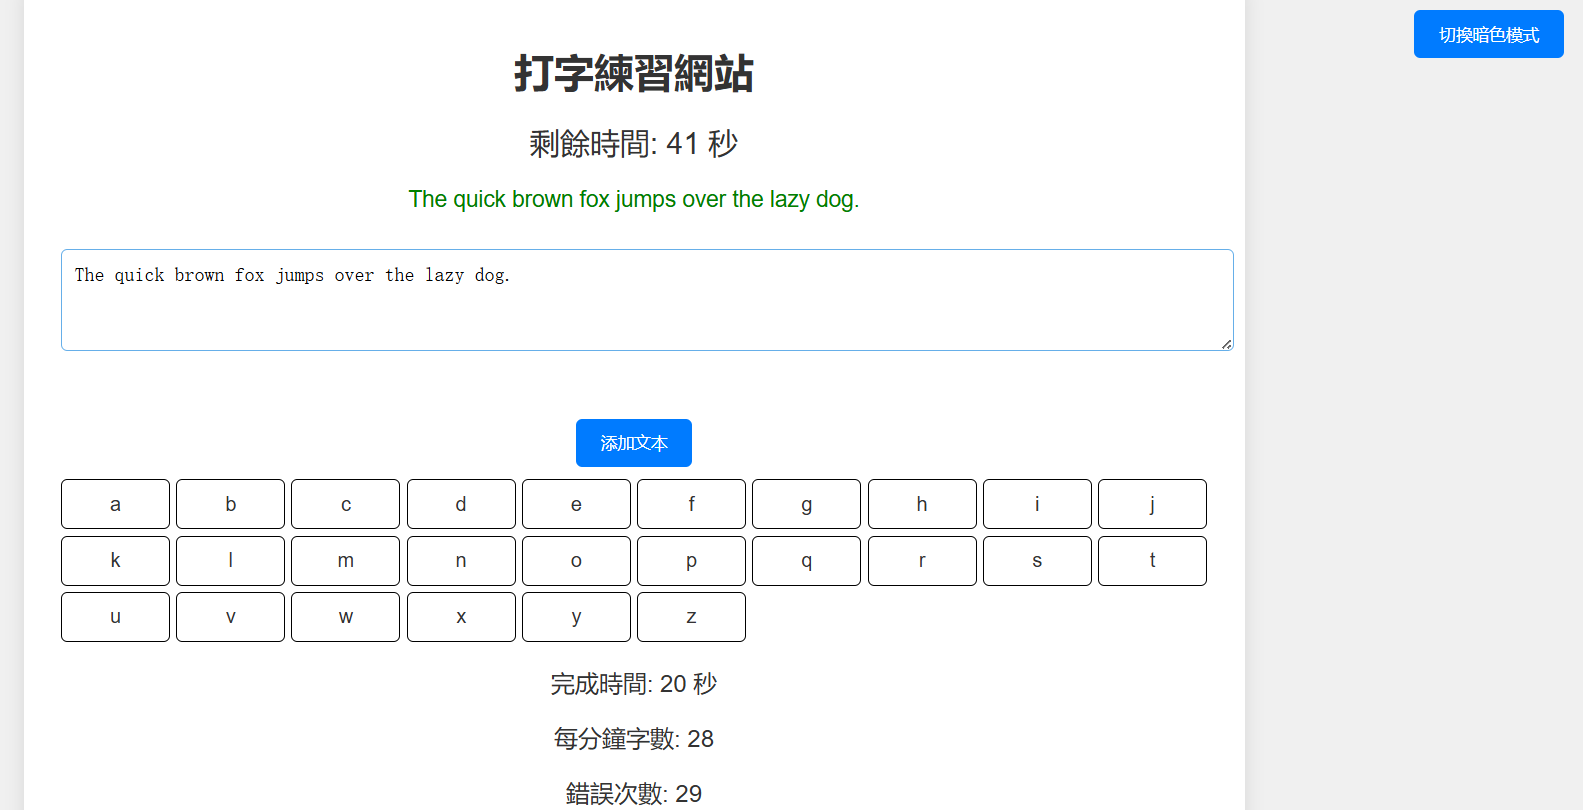 切換暗色模式
打字練習網站
剩餘時間: 41 秒
The quick brown fox jumps over the lazy dog.
The quick brown fox jumps over the lazy dog.
添加文本
a b c d e f g h i j
k l m n o p q r s t
u v w x y z
完成時間: 20 秒
每分鐘字數: 28
錯誤次數: 29